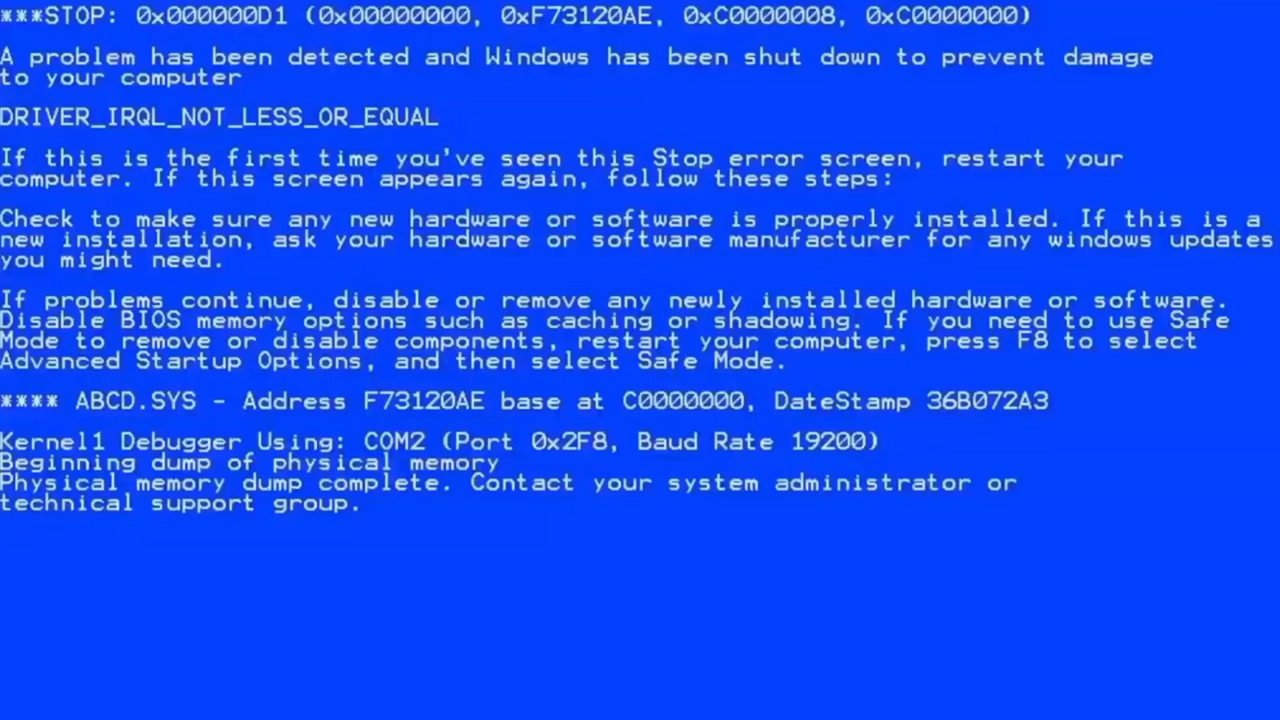 ***STOP: 0x000000D1 (0x00000000, 0xF73120AE, 0xC0000008, 0xC0000000)
A problem has been detected and Windows has been shut down to prevent damage
to your computer
DRIVER_IRQL_NOT_LESS_OR_EQUAL
If this is the first time you've seen this Stop error screen, restart your
computer. If this screen appears again, follow these steps:
Check to make sure any new hardware or software is properly installed. If this is a
new installation, ask your hardware or software manufacturer for any windows updates
you might need.
If problems continue, disable or remove any newly installed hardware or software.
Disable BIOS memory options such as caching or shadowing. If you need to use Safe
Mode to remove or disable components, restart your computer, press F8 to select
Advanced Startup Options, and then select Safe Mode.
**** ABCD.SYS - Address F73120AE base at C0000000, DateStamp 36B072A3
Kernel1 Debugger Using: COM2 (Port 0x2F8, Baud Rate 19200)
Beginning dump of physical memory
Physical memory dump complete. Contact your system administrator or
technical support group.